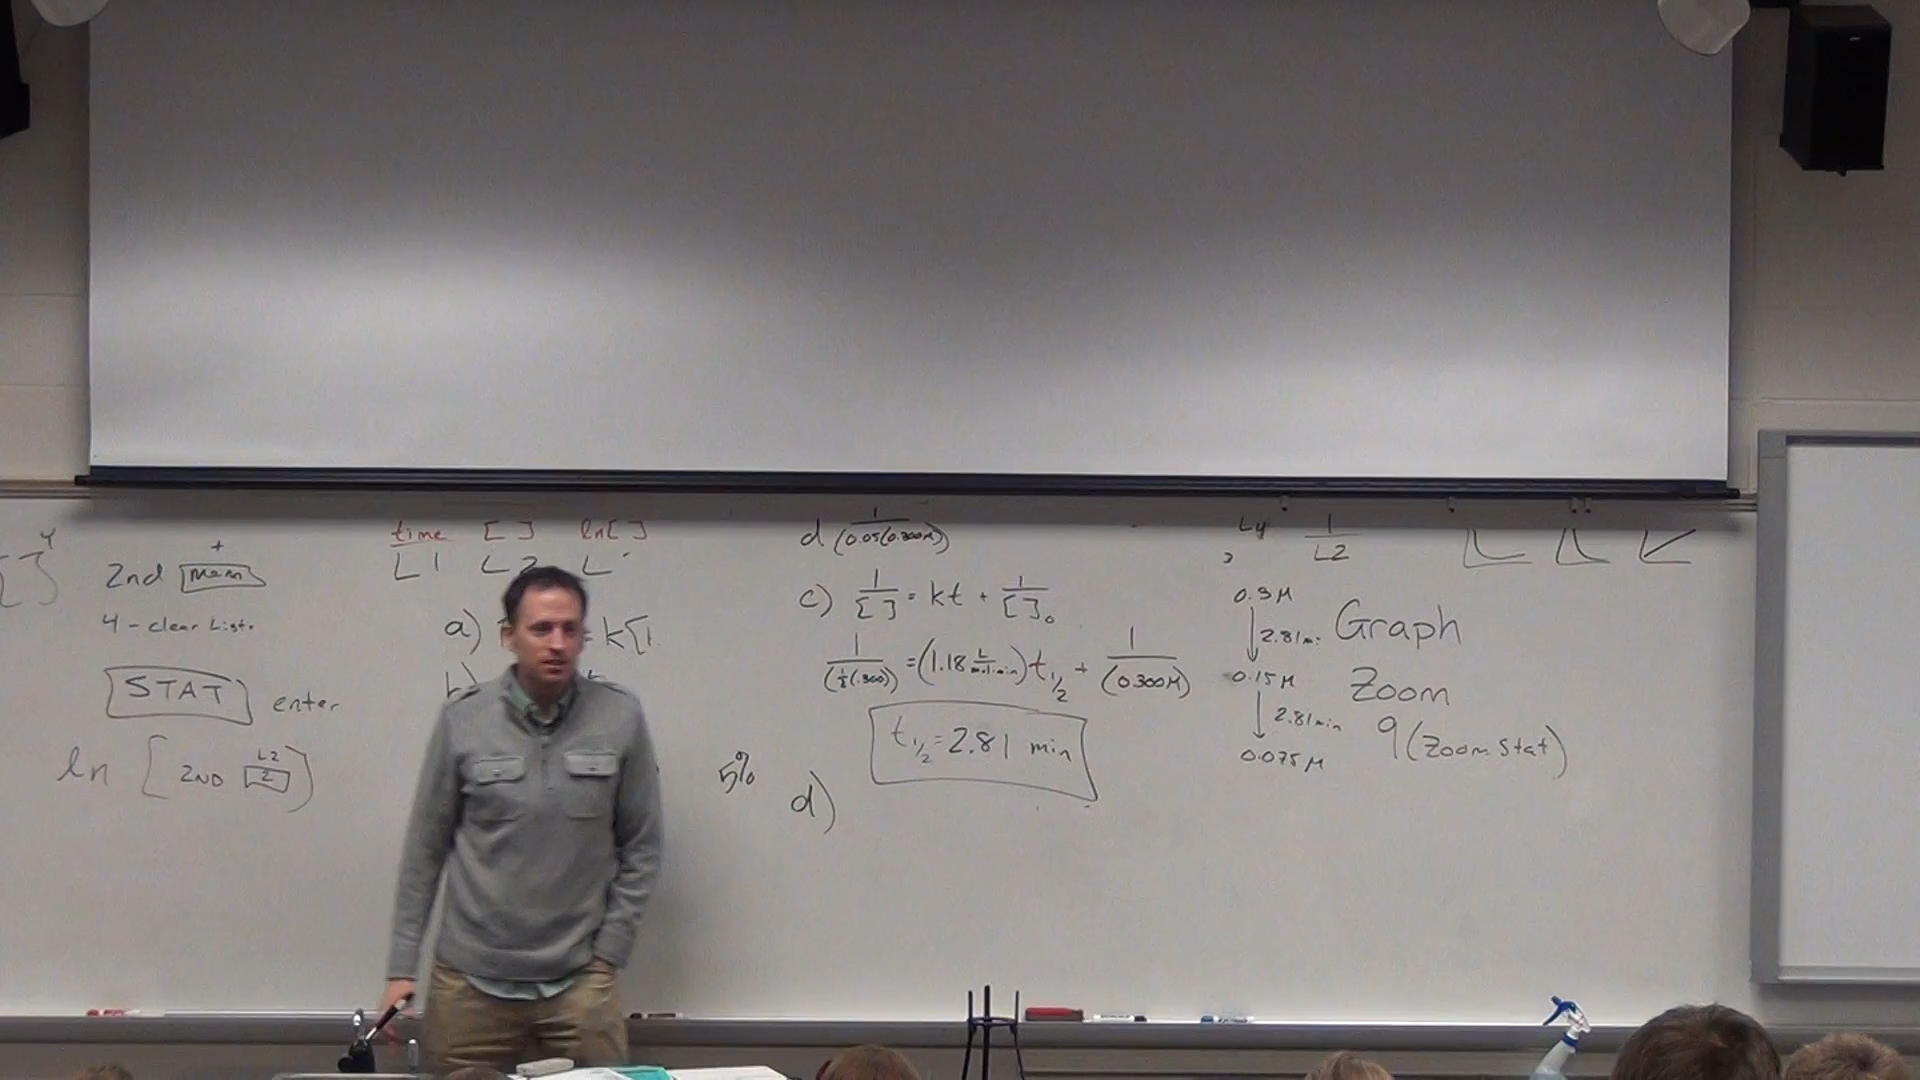 ]⁴
2nd + [mem]
4 - clear Lists
STAT enter
ln [ 2ND L2 [2] )
time [ ] ln[ ]
L1 L2 L
a) = k[
b)
5%
d 1/(0.05(0.300M))
c) 1/[ ] = kt + 1/[ ]₀
1/(½(.300)) = (1.18 L/mol·min) t₁/₂ + 1/(0.300M)
t₁/₂ = 2.81 min
d)
L4 1/L2
0.3M
2.81min
0.15M
2.81min
0.075M
Graph
Zoom
9 (Zoom Stat)